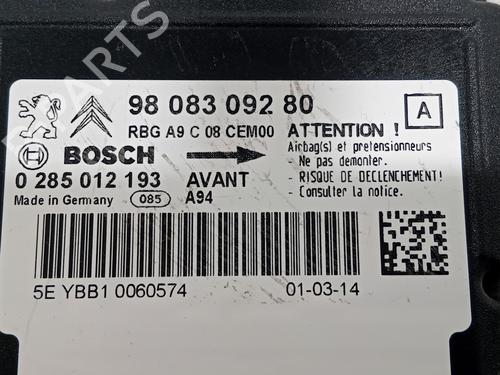 98 083 092 80
A
RBG A9 C 08 CEM00
ATTENTION !
BOSCH
Airbag(s) et pretensionneurs
- Ne pas demonter.
0 285 012 193
AVANT
- RISQUE DE DECLENCHEMENT!
Made in Germany
085
A94
- Consulter la notice.
5E YBB1 0060574
01-03-14
PARTS